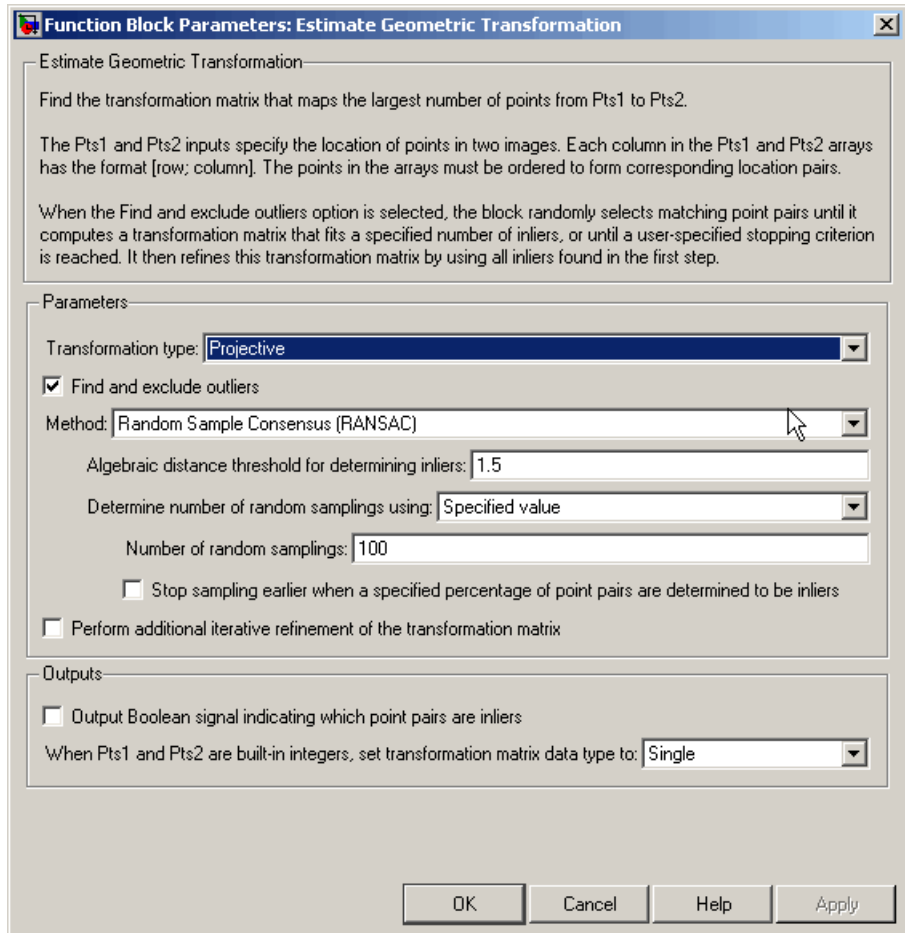 Function Block Parameters: Estimate Geometric Transformation
Estimate Geometric Transformation
Find the transformation matrix that maps the largest number of points from Pts1 to Pts2.
The Pts1 and Pts2 inputs specify the location of points in two images. Each column in the Pts1 and Pts2 arrays
has the format [row; column]. The points in the arrays must be ordered to form corresponding location pairs.
When the Find and exclude outliers option is selected, the block randomly selects matching point pairs until it
computes a transformation matrix that fits a specified number of inliers, or until a user-specified stopping criterion
is reached. It then refines this transformation matrix by using all inliers found in the first step.
Parameters
Transformation type: Projective
Find and exclude outliers
Method: Random Sample Consensus (RANSAC)
Algebraic distance threshold for determining inliers: 1.5
Determine number of random samplings using: Specified value
Number of random samplings: 100
Stop sampling earlier when a specified percentage of point pairs are determined to be inliers
Perform additional iterative refinement of the transformation matrix
Outputs
Output Boolean signal indicating which point pairs are inliers
When Pts1 and Pts2 are built-in integers, set transformation matrix data type to: Single
OK Cancel Help Apply